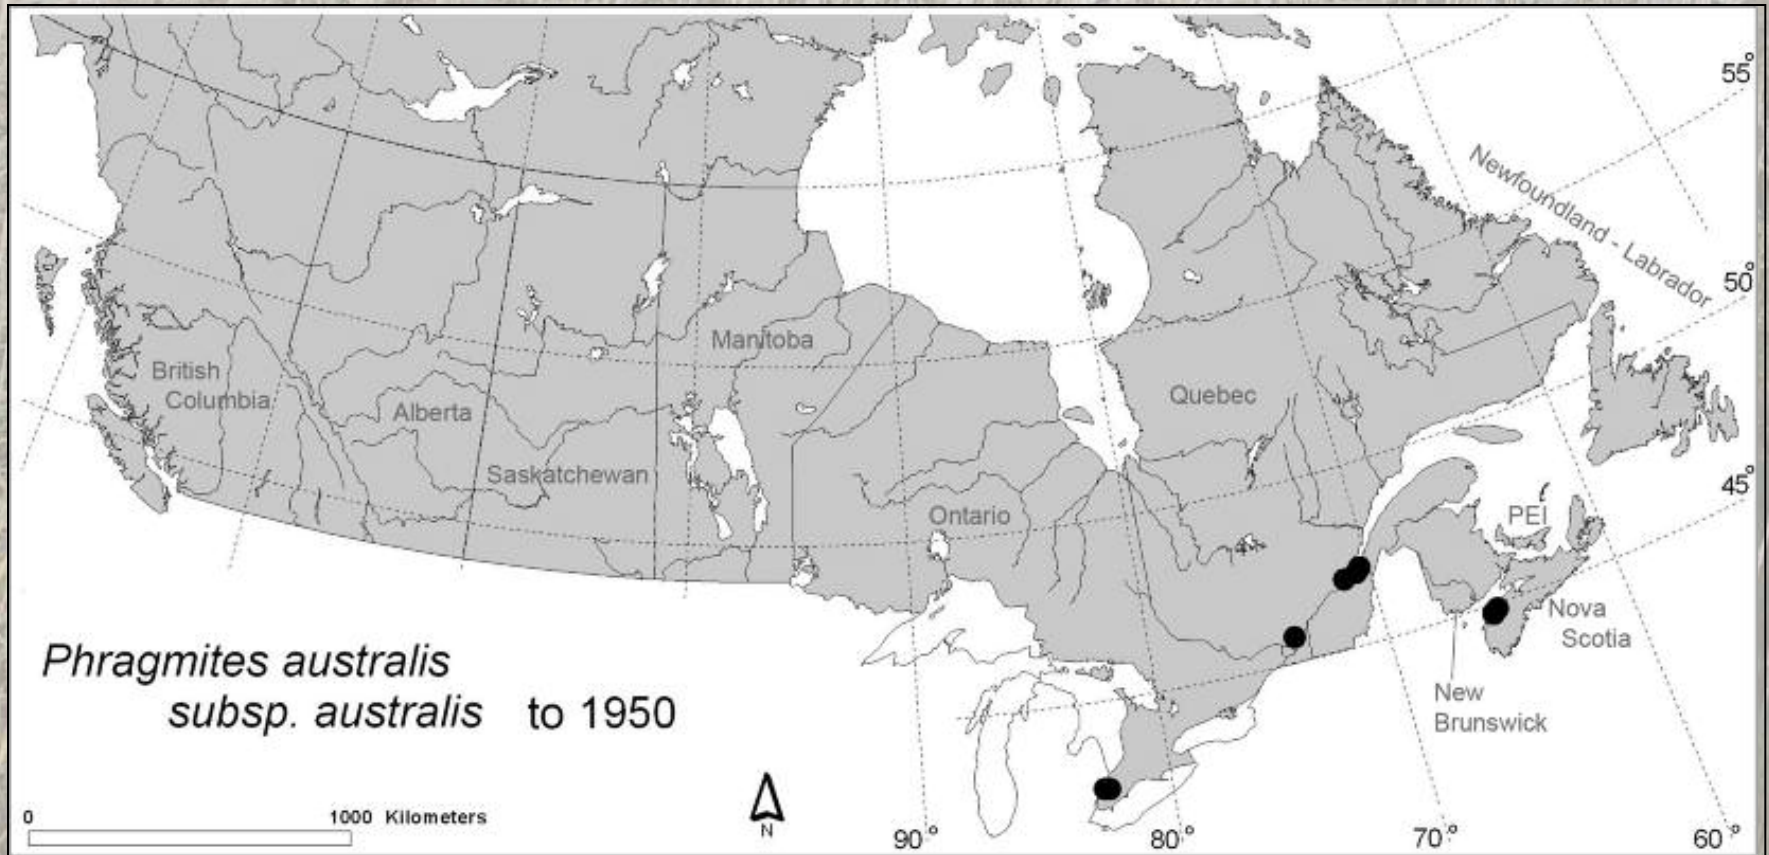 55°
Newfoundland - Labrador
50°
Manitoba
British
Columbia
Alberta
Quebec
Saskatchewan
45°
Ontario
PEI
Nova
Scotia
Phragmites australis
subsp. australis to 1950
New
Brunswick
0 1000 Kilometers
N
90° 80° 70° 60°